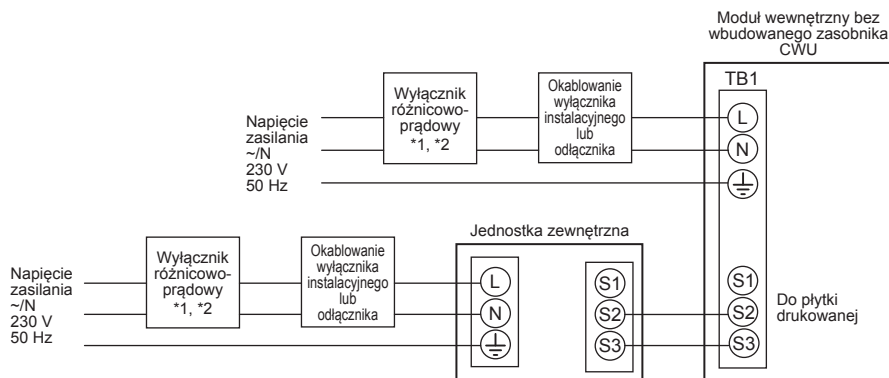 Moduł wewnętrzny bez
wbudowanego zasobnika
CWU
TB1
Napięcie
zasilania
~/N
230 V
50 Hz
Wyłącznik
różnicowo-
prądowy
*1, *2
Okablowanie
wyłącznika
instalacyjnego
lub
odłącznika
L
N
Jednostka zewnętrzna
Napięcie
zasilania
~/N
230 V
50 Hz
Wyłącznik
różnicowo-
prądowy
*1, *2
Okablowanie
wyłącznika
instalacyjnego
lub
odłącznika
L
N
S1
S2
S3
S1
S2
S3
Do płytki
drukowanej